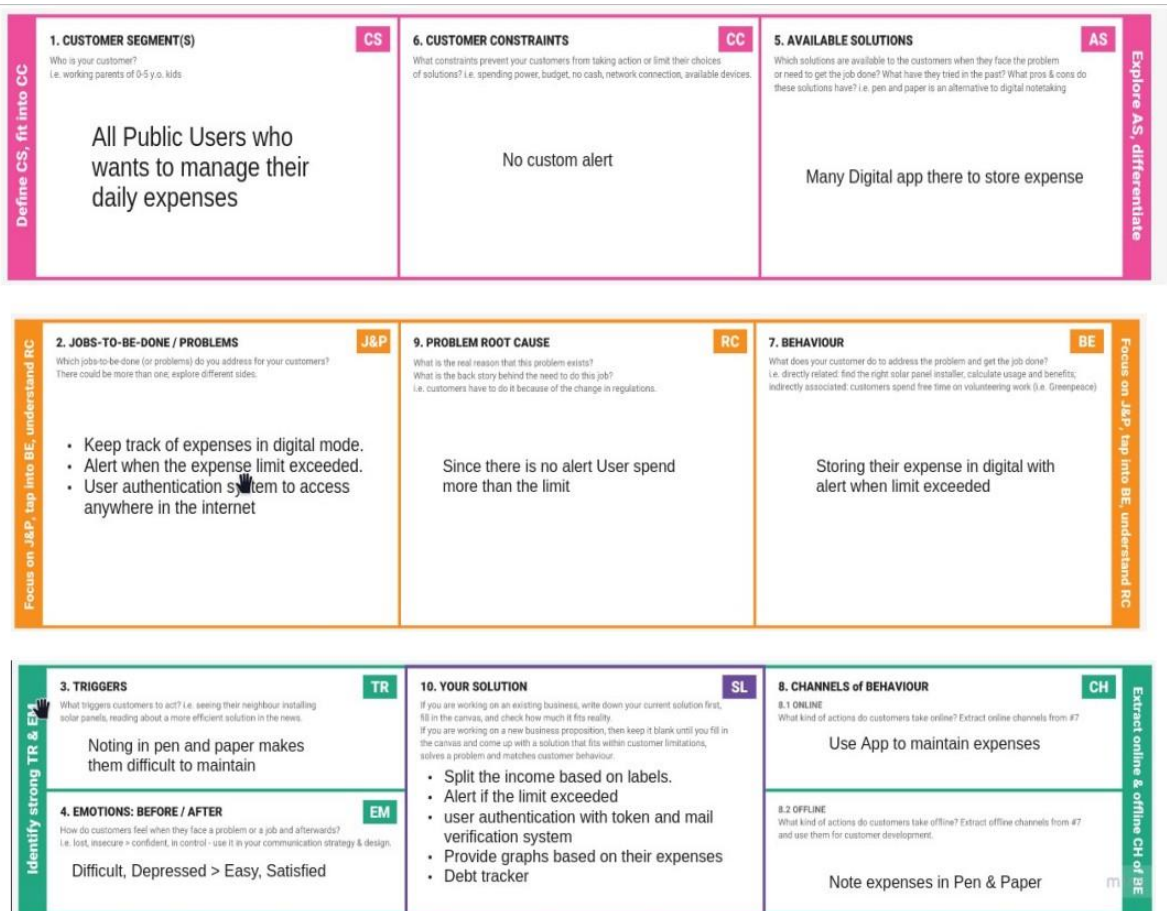 Define CS, fit into CC
1. CUSTOMER SEGMENT(S)
CS
Who is your customer?
i.e. working parents of 0-5 y.o. kids
All Public Users who
wants to manage their
daily expenses
6. CUSTOMER CONSTRAINTS
CC
What constraints prevent your customers from taking action or limit their choices
of solutions? i.e. spending power, budget, no cash, network connection, available devices.
No custom alert
5. AVAILABLE SOLUTIONS
AS
Which solutions are available to the customers when they face the problem
or need to get the job done? What have they tried in the past? What pros & cons do
these solutions have? i.e. pen and paper is an alternative to digital notetaking
Many Digital app there to store expense
Explore AS, differentiate
Focus on J&P, tap into BE, understand RC
2. JOBS-TO-BE-DONE / PROBLEMS
J&P
Which jobs-to-be-done (or problems) do you address for your customers?
There could be more than one; explore different sides.
• Keep track of expenses in digital mode.
• Alert when the expense limit exceeded.
• User authentication system to access
anywhere in the internet
9. PROBLEM ROOT CAUSE
RC
What is the real reason that this problem exists?
What is the back story behind the need to do this job?
i.e. customers have to do it because of the change in regulations.
Since there is no alert User spend
more than the limit
7. BEHAVIOUR
BE
What does your customer do to address the problem and get the job done?
i.e. directly related: find the right solar panel installer, calculate usage and benefits;
indirectly associated: customers spend free time on volunteering work (i.e. Greenpeace)
Storing their expense in digital with
alert when limit exceeded
Focus on J&P, tap into BE, understand RC
Identify strong TR & EM
3. TRIGGERS
TR
What triggers customers to act? i.e. seeing their neighbour installing
solar panels, reading about a more efficient solution in the news.
Noting in pen and paper makes
them difficult to maintain
4. EMOTIONS: BEFORE / AFTER
EM
How do customers feel when they face a problem or a job and afterwards?
i.e. lost, insecure > confident, in control - use it in your communication strategy & design.
Difficult, Depressed > Easy, Satisfied
10. YOUR SOLUTION
SL
If you are working on an existing business, write down your current solution first,
fill in the canvas, and check how much it fits reality.
If you are working on a new business proposition, then keep it blank until you fill in
the canvas and come up with a solution that fits within customer limitations,
solves a problem and matches customer behaviour.
• Split the income based on labels.
• Alert if the limit exceeded
• user authentication with token and mail
verification system
• Provide graphs based on their expenses
• Debt tracker
8. CHANNELS of BEHAVIOUR
CH
8.1 ONLINE
What kind of actions do customers take online? Extract online channels from #7
Use App to maintain expenses
8.2 OFFLINE
What kind of actions do customers take offline? Extract offline channels from #7
and use them for customer development.
Note expenses in Pen & Paper
Extract online & offline CH of BE